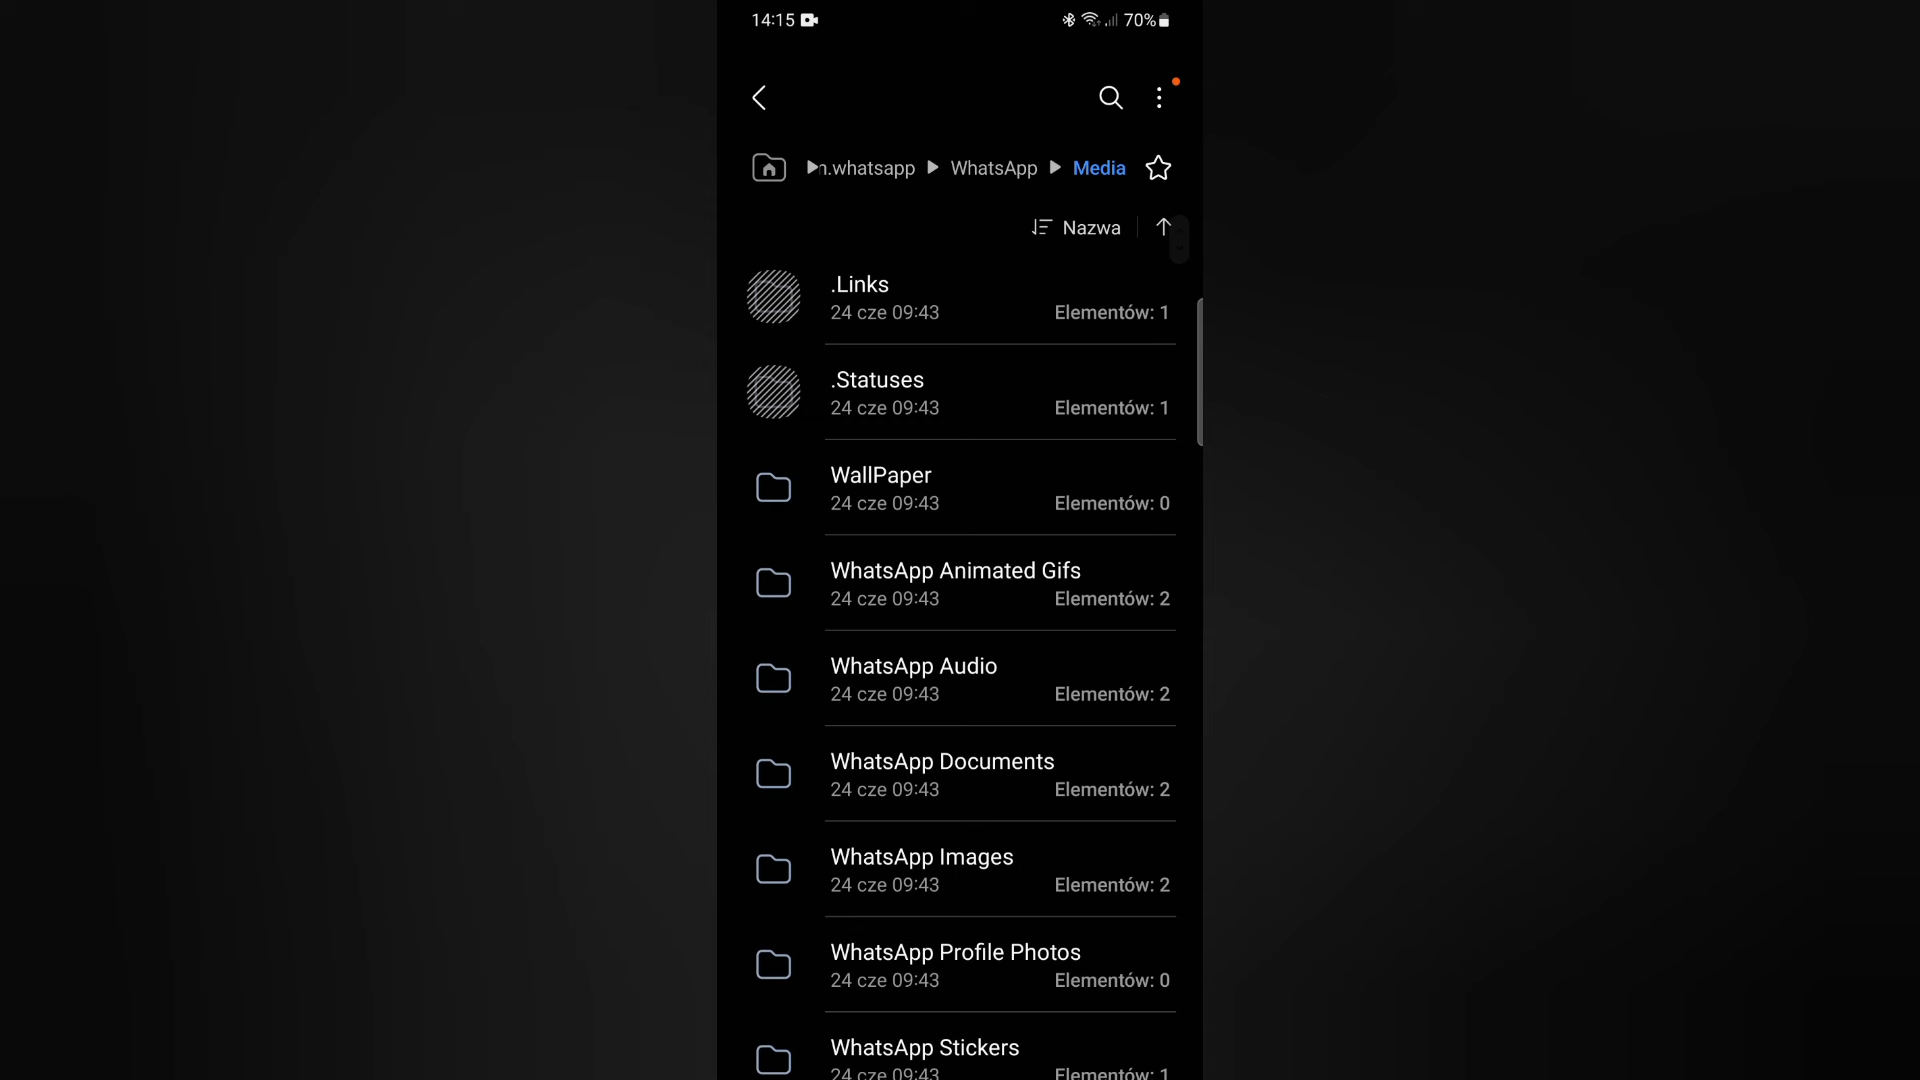 14:15 70%
n.whatsapp WhatsApp Media
Nazwa
.Links
24 cze 09:43 Elementów: 1
.Statuses
24 cze 09:43 Elementów: 1
WallPaper
24 cze 09:43 Elementów: 0
WhatsApp Animated Gifs
24 cze 09:43 Elementów: 2
WhatsApp Audio
24 cze 09:43 Elementów: 2
WhatsApp Documents
24 cze 09:43 Elementów: 2
WhatsApp Images
24 cze 09:43 Elementów: 2
WhatsApp Profile Photos
24 cze 09:43 Elementów: 0
WhatsApp Stickers
24 cze 09:43 Elementów: 1